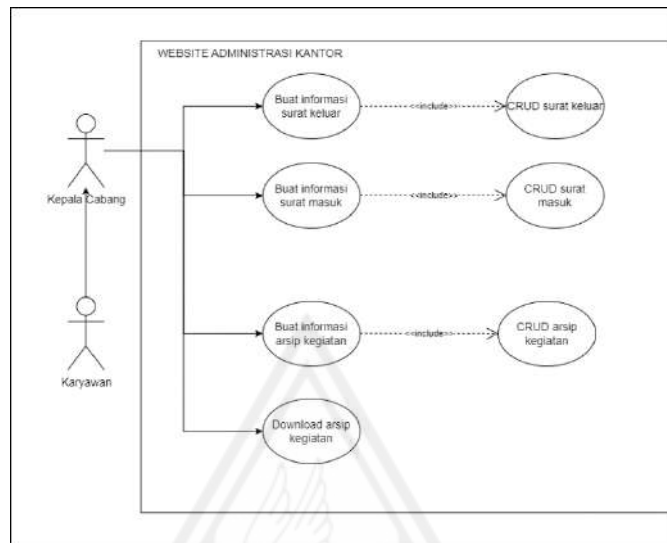 WEBSITE ADMINISTRASI KANTOR
Buat informasi
surat keluar
<<include>>
CRUD surat keluar
Kepala Cabang
Buat informasi
surat masuk
<<include>>
CRUD surat
masuk
Karyawan
Buat informasi
arsip kegiatan
<<include>>
CRUD arsip
kegiatan
Download arsip
kegiatan